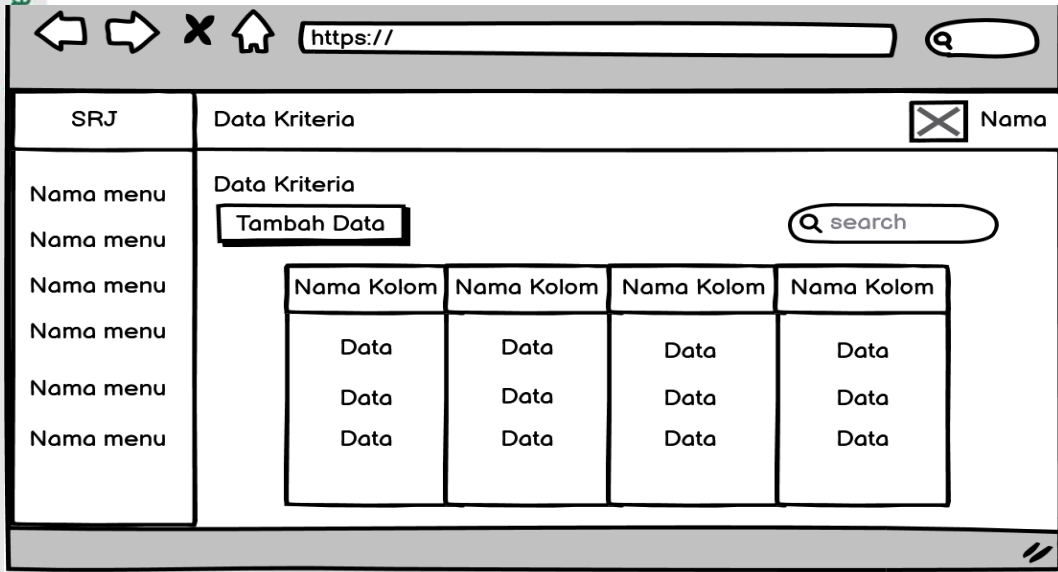 https://
SRJ
Data Kriteria
Nama
Nama menu
Nama menu
Nama menu
Nama menu
Nama menu
Nama menu
Data Kriteria
Tambah Data
search
Nama Kolom Nama Kolom Nama Kolom Nama Kolom
Data Data Data Data
Data Data Data Data
Data Data Data Data